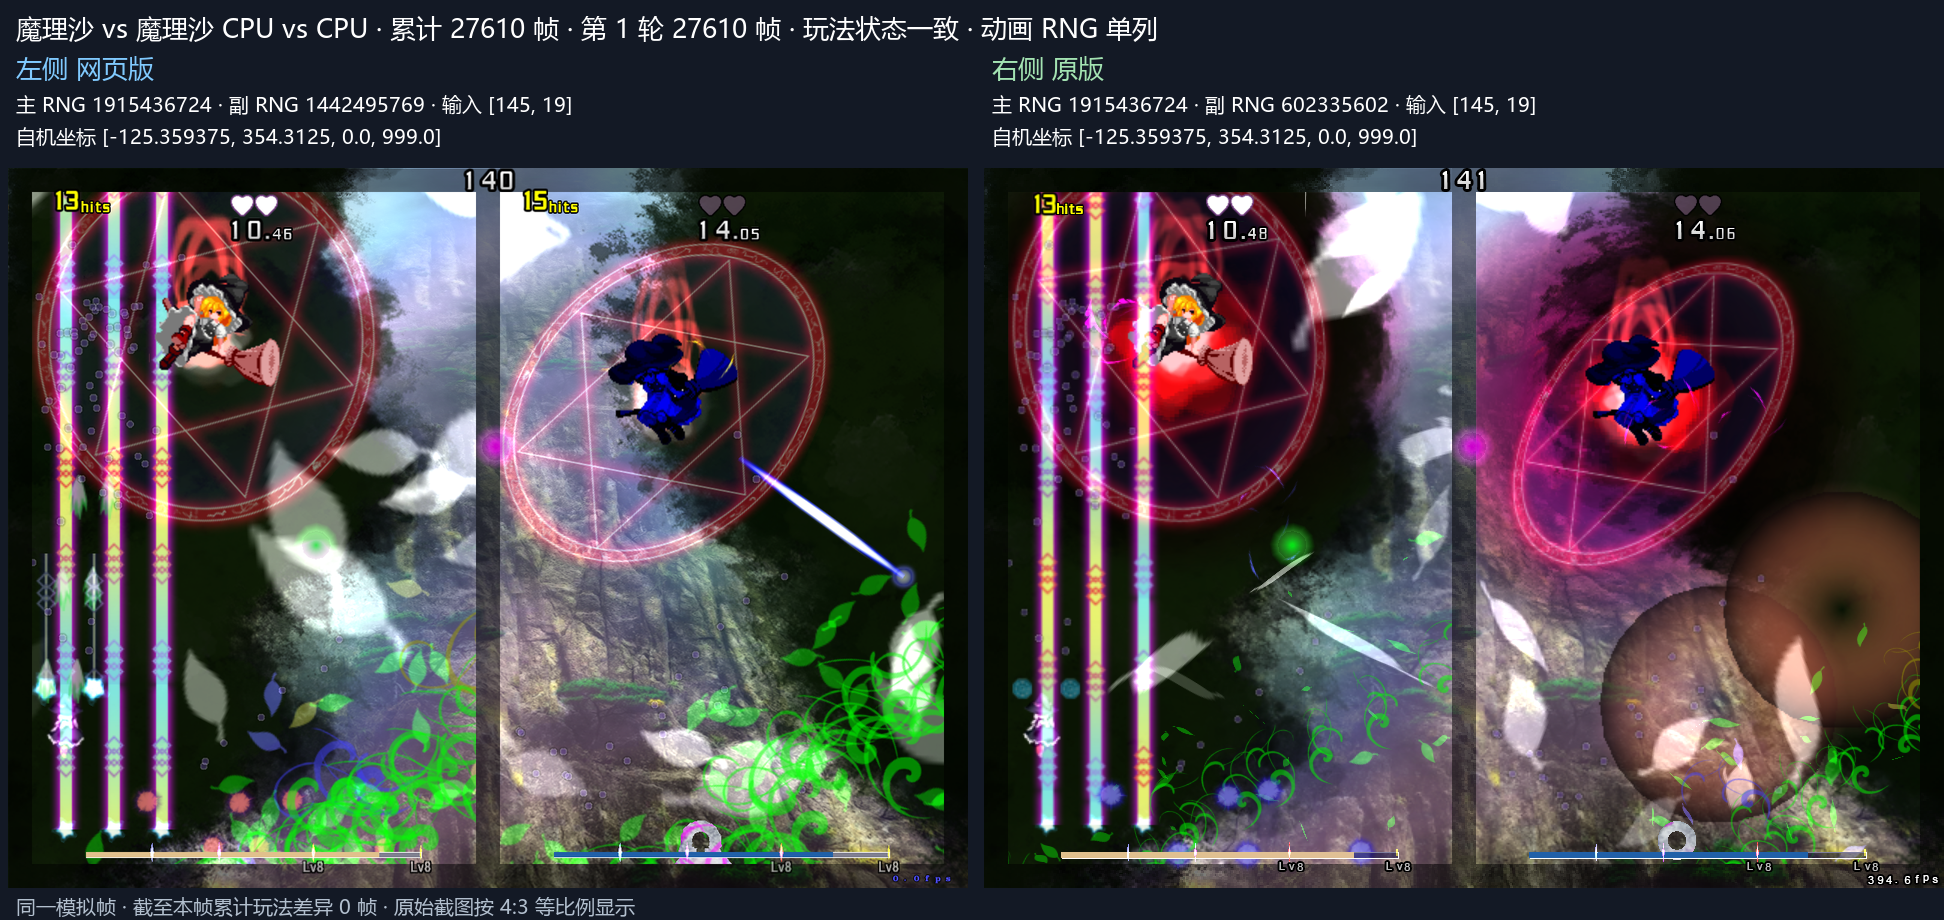 魔理沙 vs 魔理沙 CPU vs CPU · 累计 27610 帧 · 第 1 轮 27610 帧 · 玩法状态一致 · 动画 RNG 单列
左侧 网页版
主 RNG 1915436724 · 副 RNG 1442495769 · 输入 [145, 19]
自机坐标 [-125.359375, 354.3125, 0.0, 999.0]
右侧 原版
主 RNG 1915436724 · 副 RNG 602335602 · 输入 [145, 19]
自机坐标 [-125.359375, 354.3125, 0.0, 999.0]
140
13hits
10.46
15hits
14.05
Lv8
Lv8
Lv8
Lv8
0.0fps
141
13hits
10.48
14.06
Lv8
Lv8
Lv8
Lv8
394.6fps
同一模拟帧 · 截至本帧累计玩法差异 0 帧 · 原始截图按 4:3 等比例显示